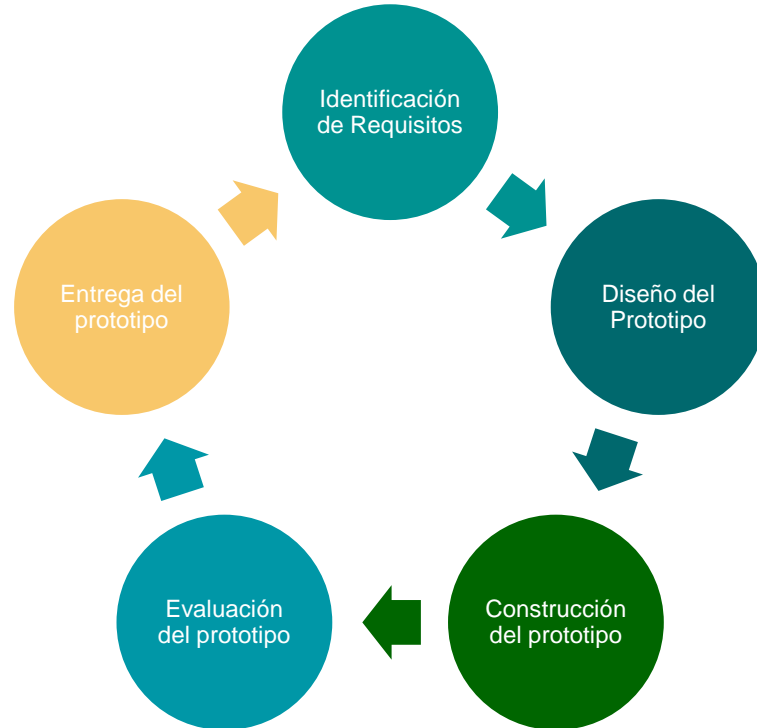 Identificación
de Requisitos
Diseño del
Prototipo
Construcción
del prototipo
Evaluación
del prototipo
Entrega del
prototipo